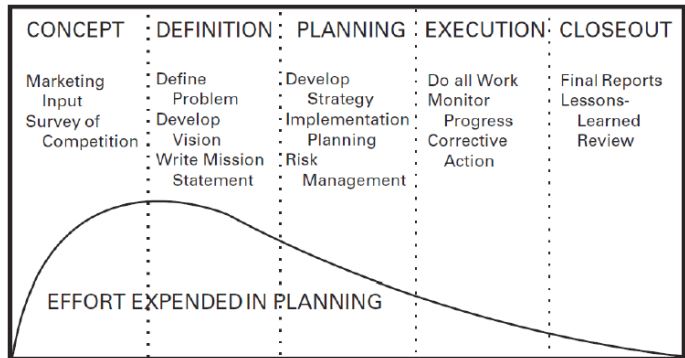 CONCEPT
Marketing
Input
Survey of
Competition
DEFINITION
Define
Problem
Develop
Vision
Write Mission
Statement
PLANNING
Develop
Strategy
Implementation
Planning
Risk
Management
EXECUTION
Do all Work
Monitor
Progress
Corrective
Action
CLOSEOUT
Final Reports
Lessons-
Learned
Review
EFFORT EXPENDED IN PLANNING